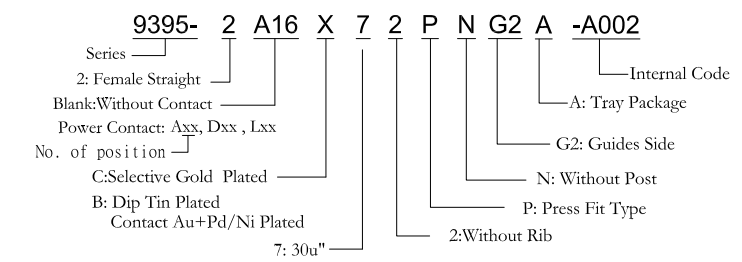 9395- 2 A16 X 7 2 P N G2 A -A002
Series
2: Female Straight
Blank:Without Contact
Power Contact: Axx, Dxx , Lxx
No. of position
C:Selective Gold Plated
B: Dip Tin Plated
Contact Au+Pd/Ni Plated
7: 30u"
2:Without Rib
P: Press Fit Type
N: Without Post
G2: Guides Side
A: Tray Package
Internal Code